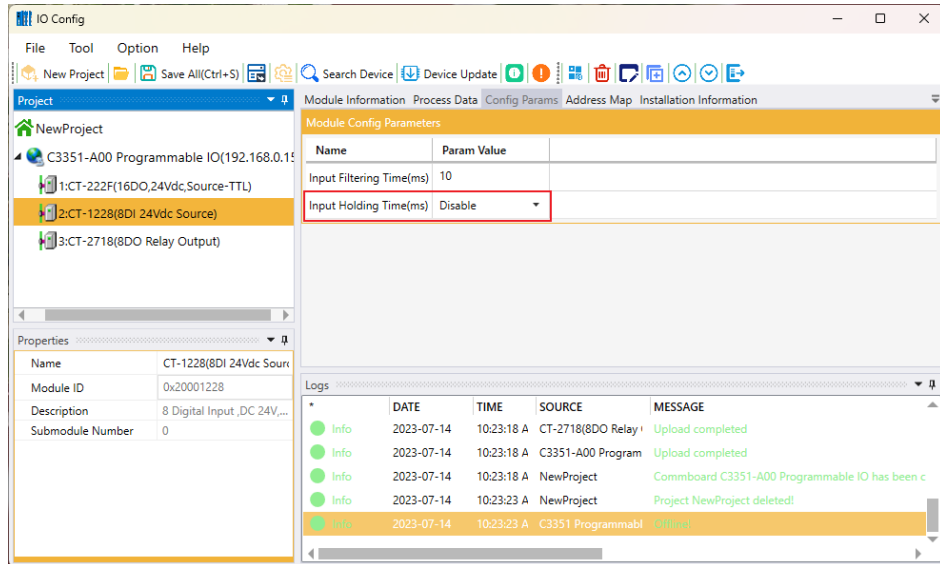 IO Config
File Tool Option Help
New Project Save All(Ctrl+S) Search Device Device Update
Project
NewProject
C3351-A00 Programmable IO(192.168.0.15
1:CT-222F(16DO,24Vdc,Source-TTL)
2:CT-1228(8DI 24Vdc Source)
3:CT-2718(8DO Relay Output)
Module Information Process Data Config Params Address Map Installation Information
Module Config Parameters
Name Param Value
Input Filtering Time(ms) 10
Input Holding Time(ms) Disable
Properties
Name CT-1228(8DI 24Vdc Sourc
Module ID 0x20001228
Description 8 Digital Input ,DC 24V,...
Submodule Number 0
Logs
* DATE TIME SOURCE MESSAGE
Info 2023-07-14 10:23:18 A CT-2718(8DO Relay Upload completed
Info 2023-07-14 10:23:18 A C3351-A00 Program Upload completed
Info 2023-07-14 10:23:18 A NewProject Commboard C3351-A00 Programmable IO has been c
Info 2023-07-14 10:23:23 A NewProject Project NewProject deleted!
Info 2023-07-14 10:23:23 A C3351 Programmabl Offline!